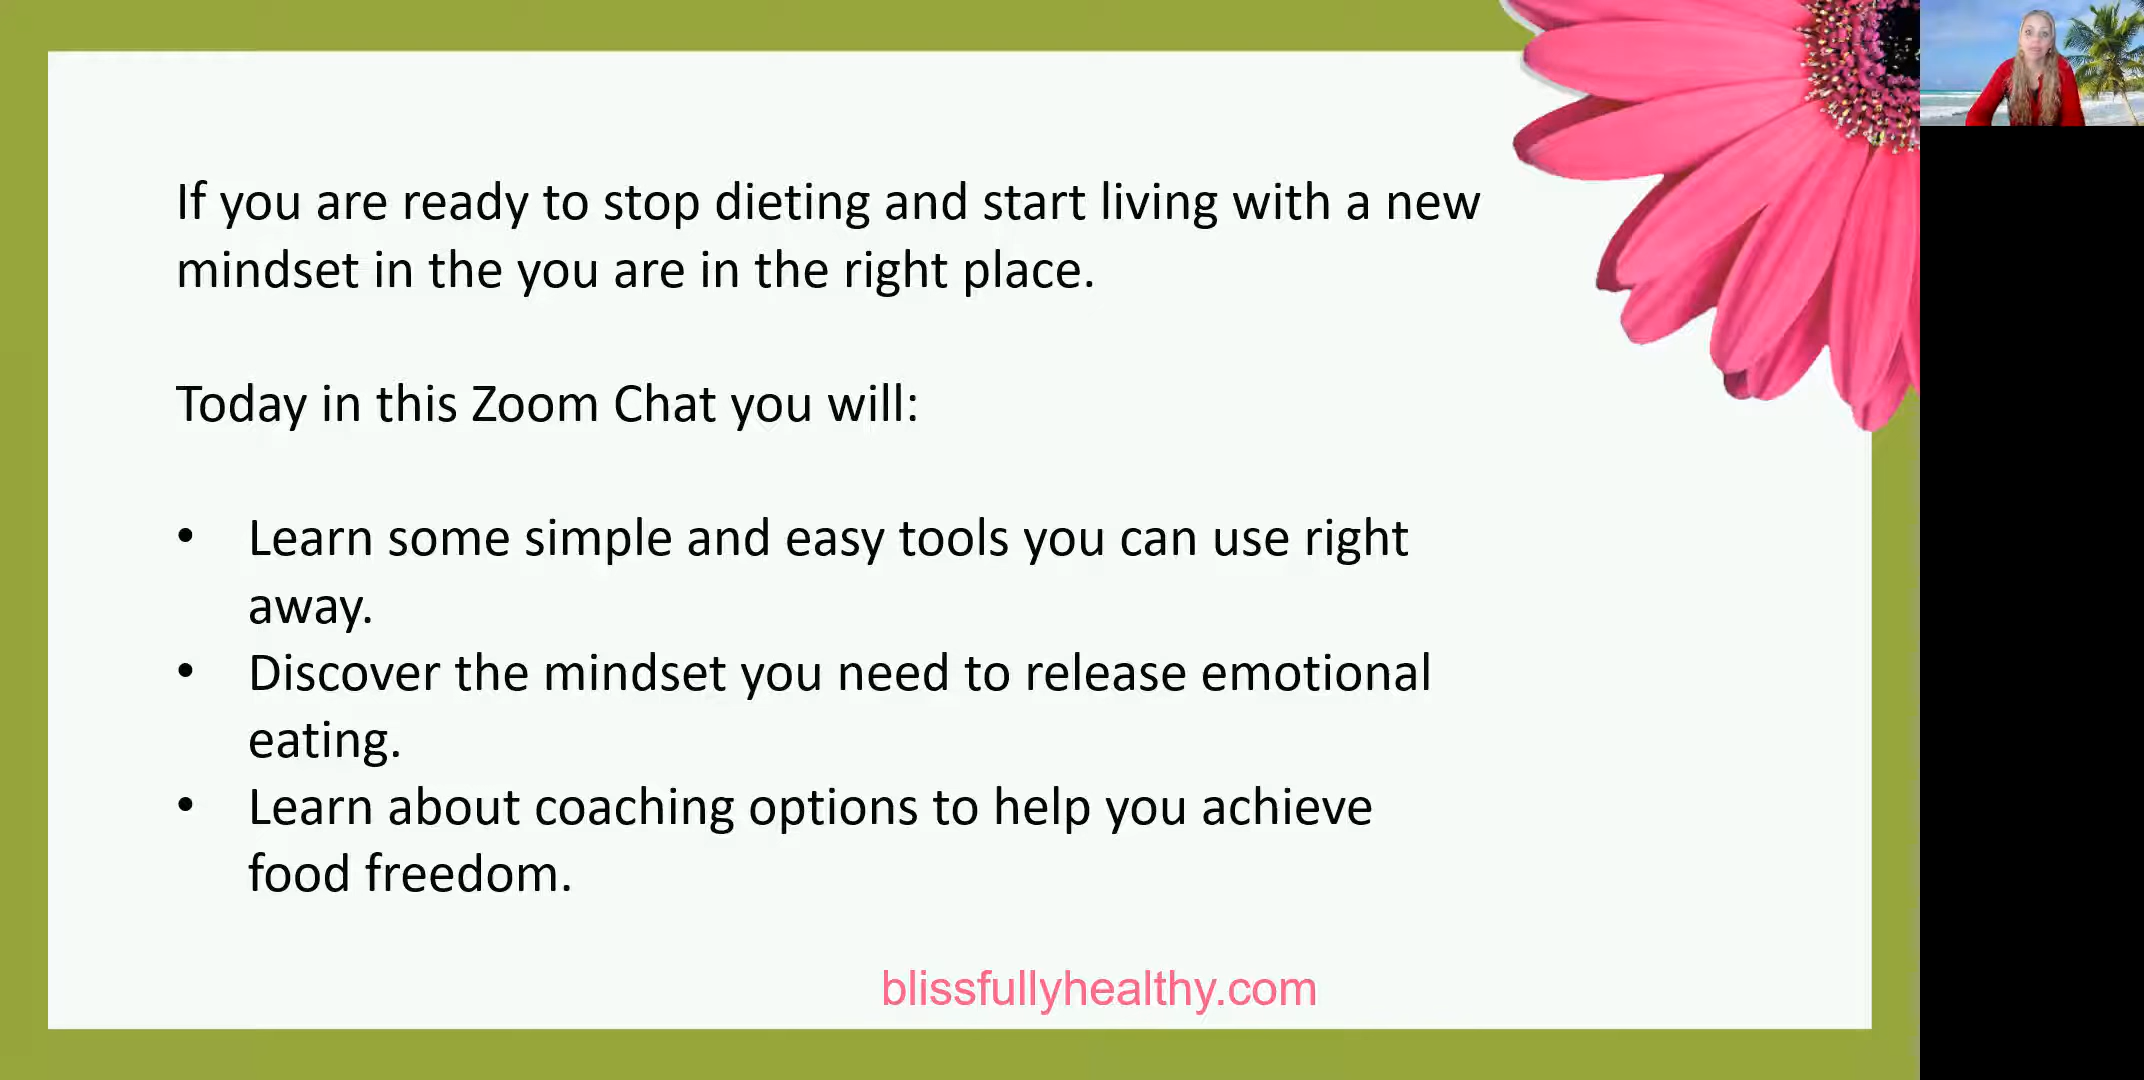 If you are ready to stop dieting and start living with a new
mindset in the you are in the right place.
Today in this Zoom Chat you will:
• Learn some simple and easy tools you can use right
away.
• Discover the mindset you need to release emotional
eating.
• Learn about coaching options to help you achieve
food freedom.
blissfullyhealthy.com